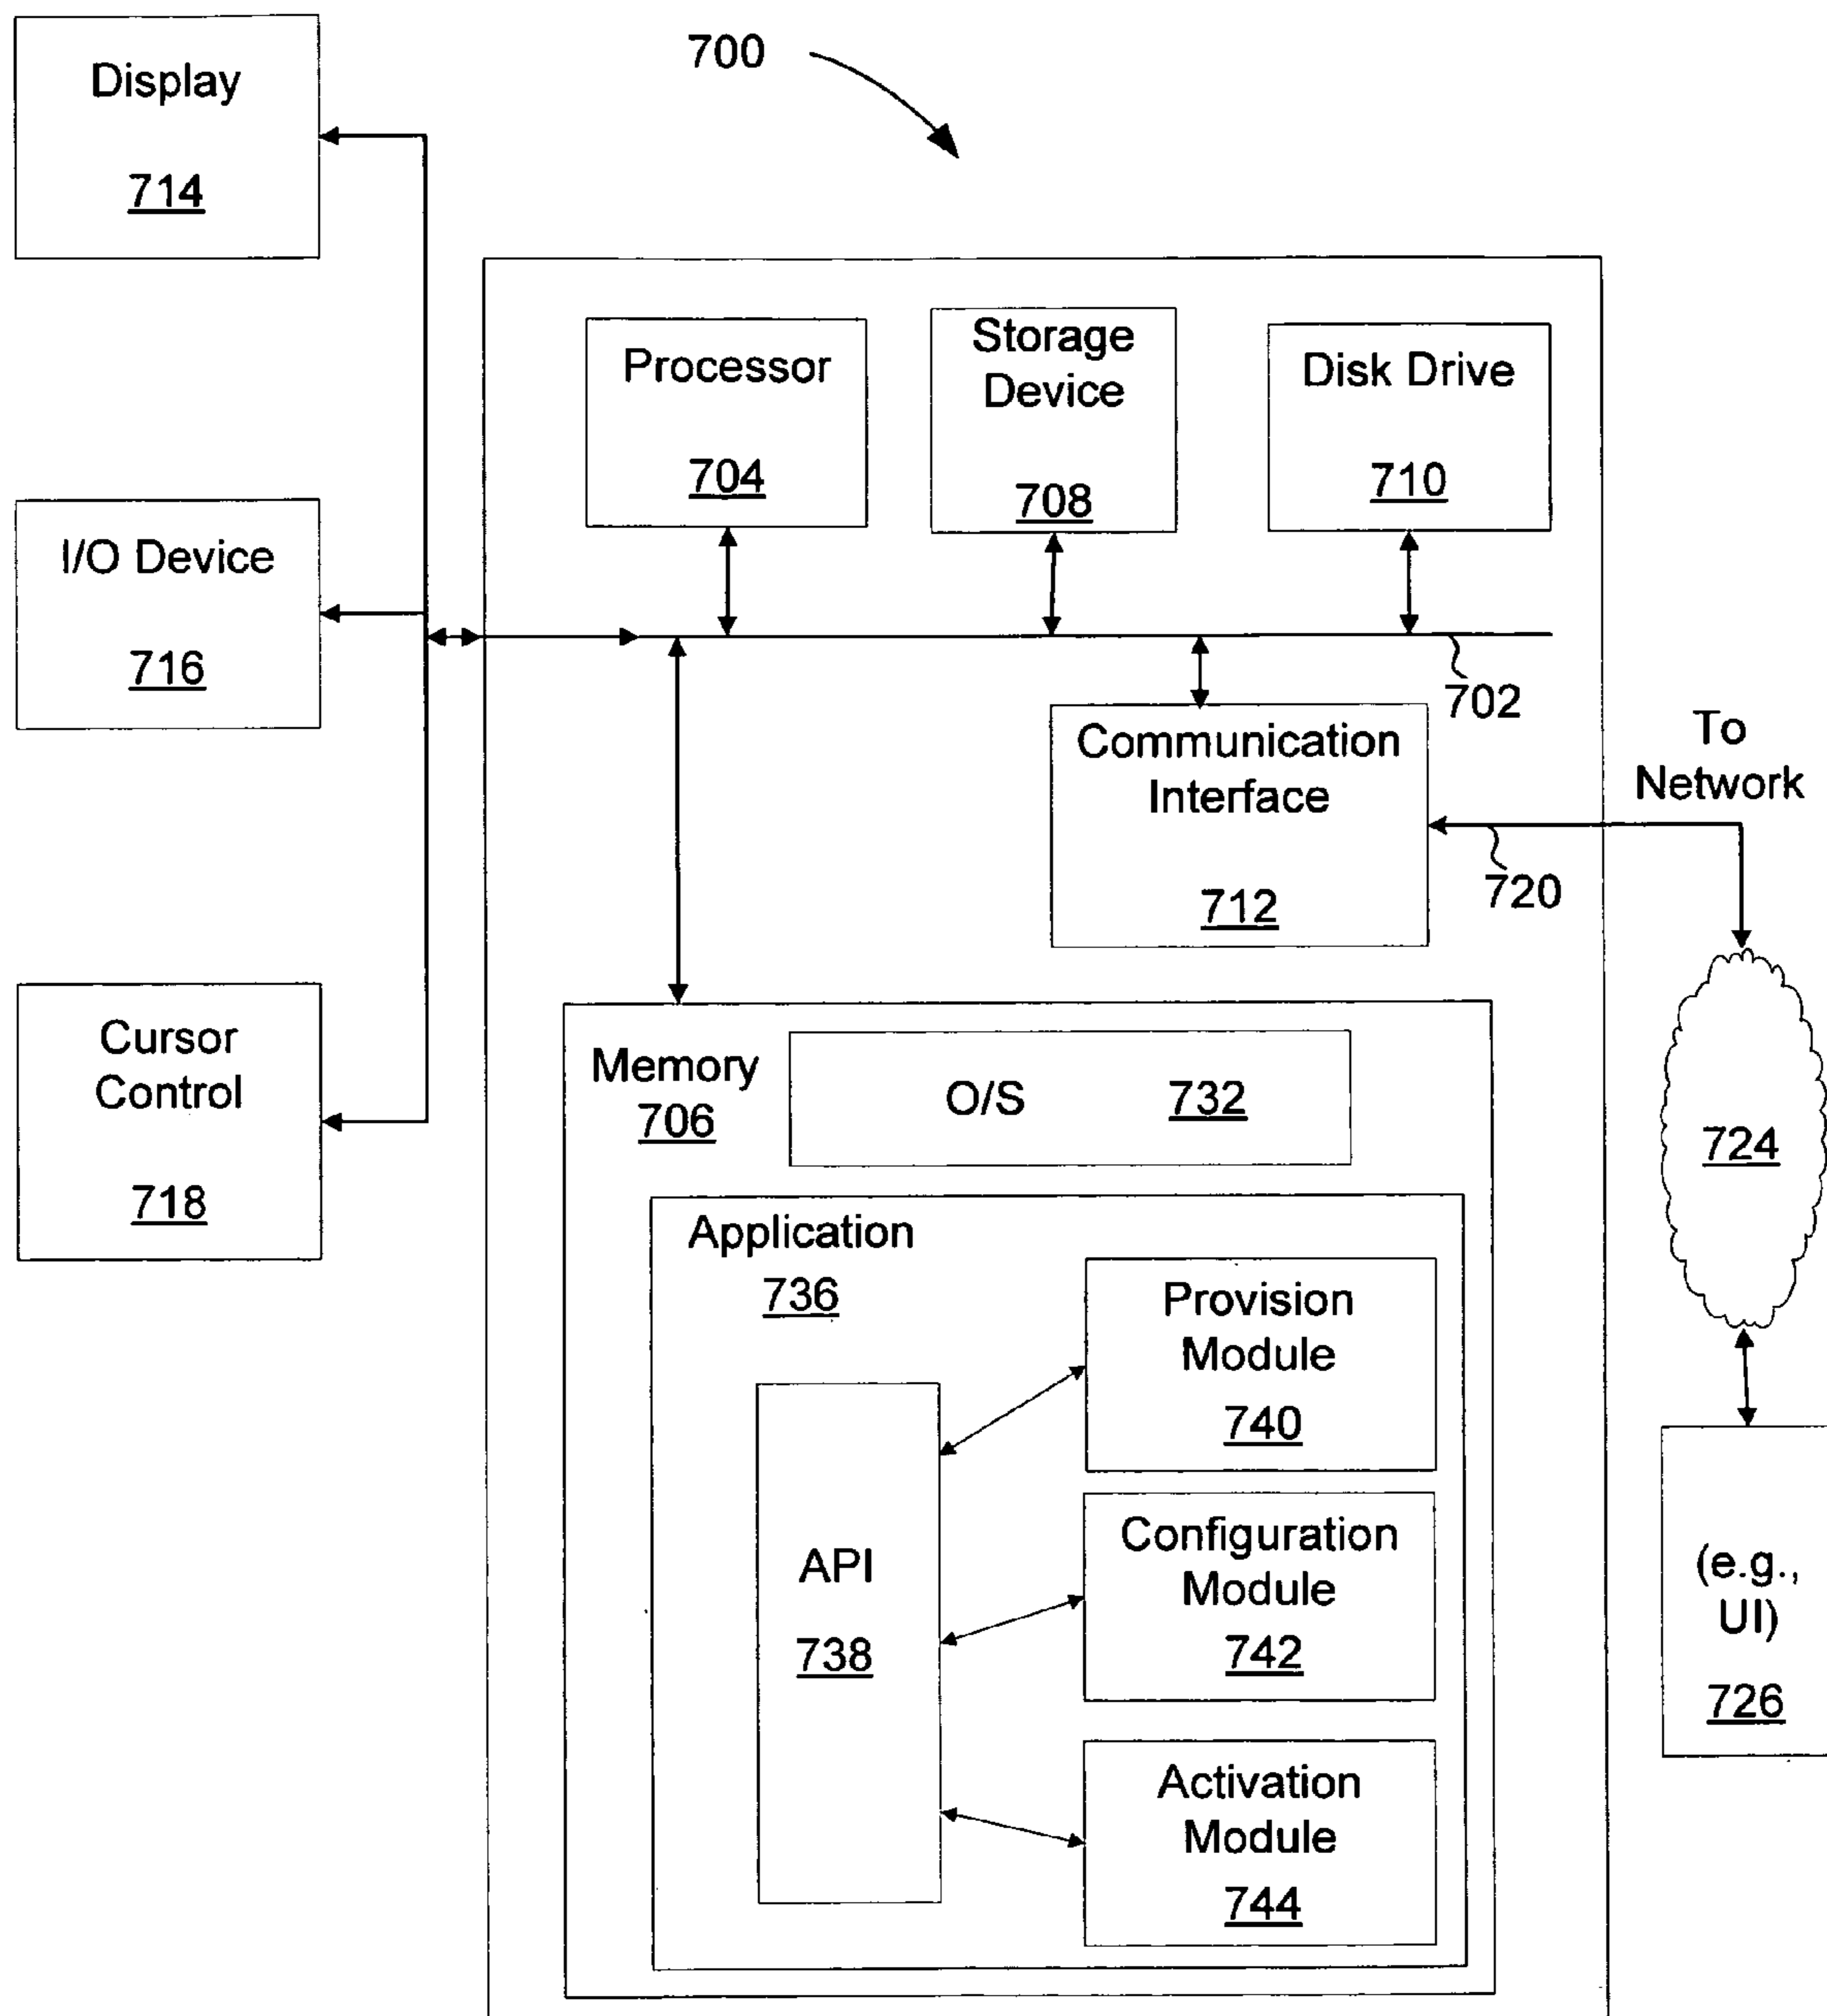 700
Display
714
Processor
704
Storage
Device
708
Disk Drive
710
I/O Device
716
702
Communication
Interface
712
To
Network
720
Cursor
Control
718
Memory
706
O/S 732
724
Application
736
Provision
Module
740
API
738
Configuration
Module
742
Activation
Module
744
(e.g.,
UI)
726